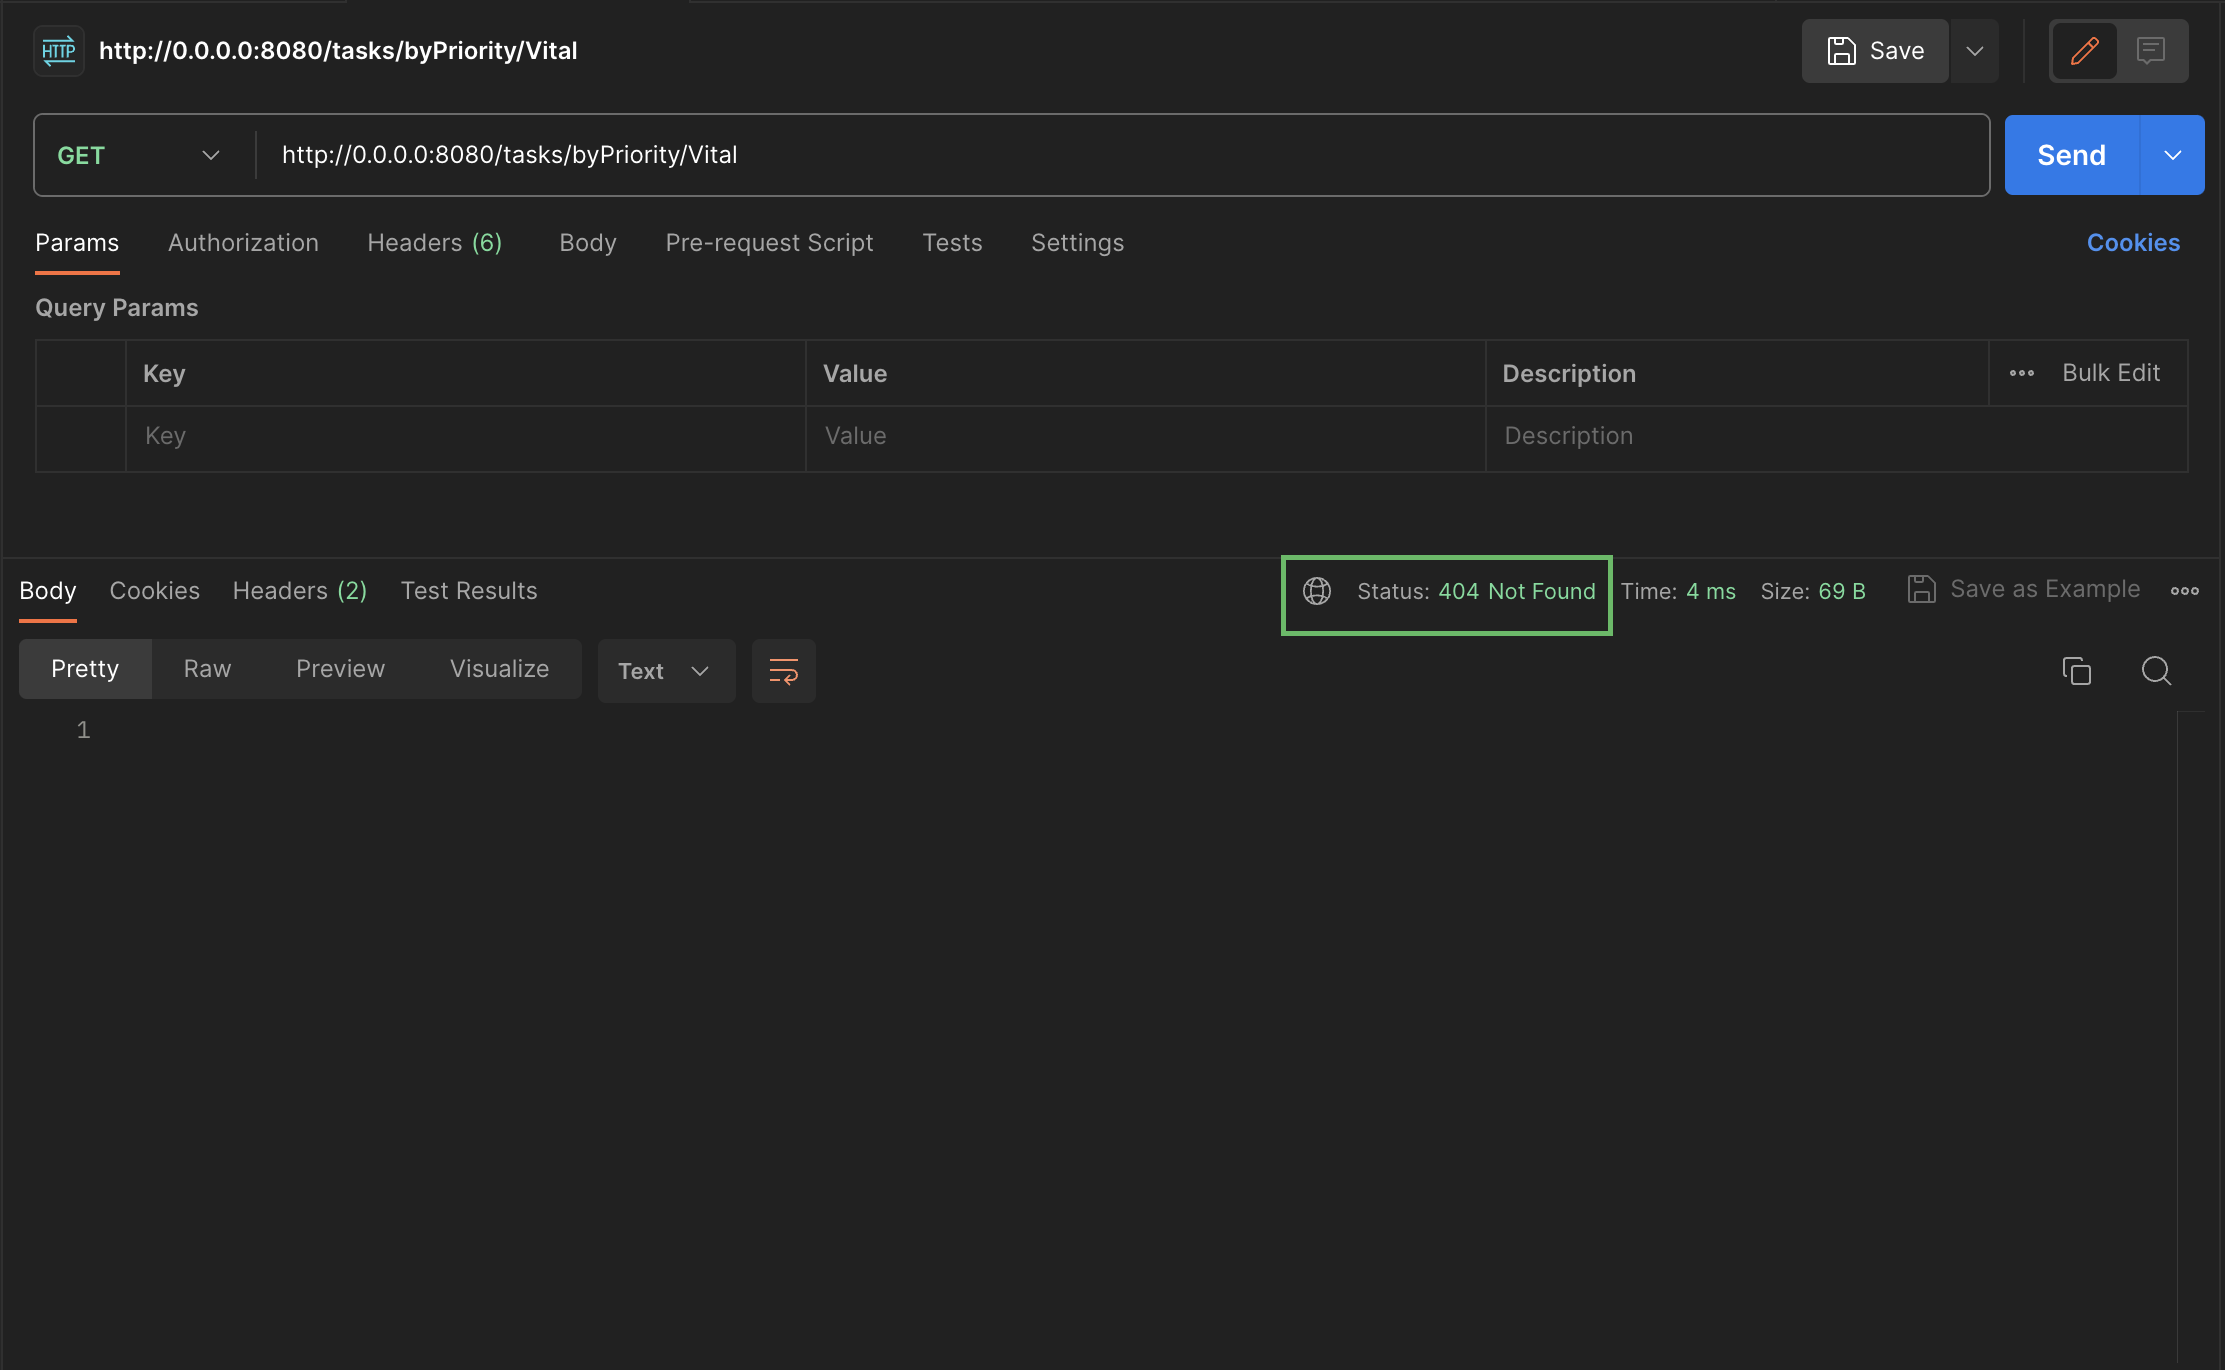 HTTP http://0.0.0.0:8080/tasks/byPriority/Vital Save
GET http://0.0.0.0:8080/tasks/byPriority/Vital Send
Params Authorization Headers (6) Body Pre-request Script Tests Settings Cookies
Query Params
Key Value Description Bulk Edit
Key Value Description
Body Cookies Headers (2) Test Results Status: 404 Not Found Time: 4 ms Size: 69 B Save as Example
Pretty Raw Preview Visualize Text
1